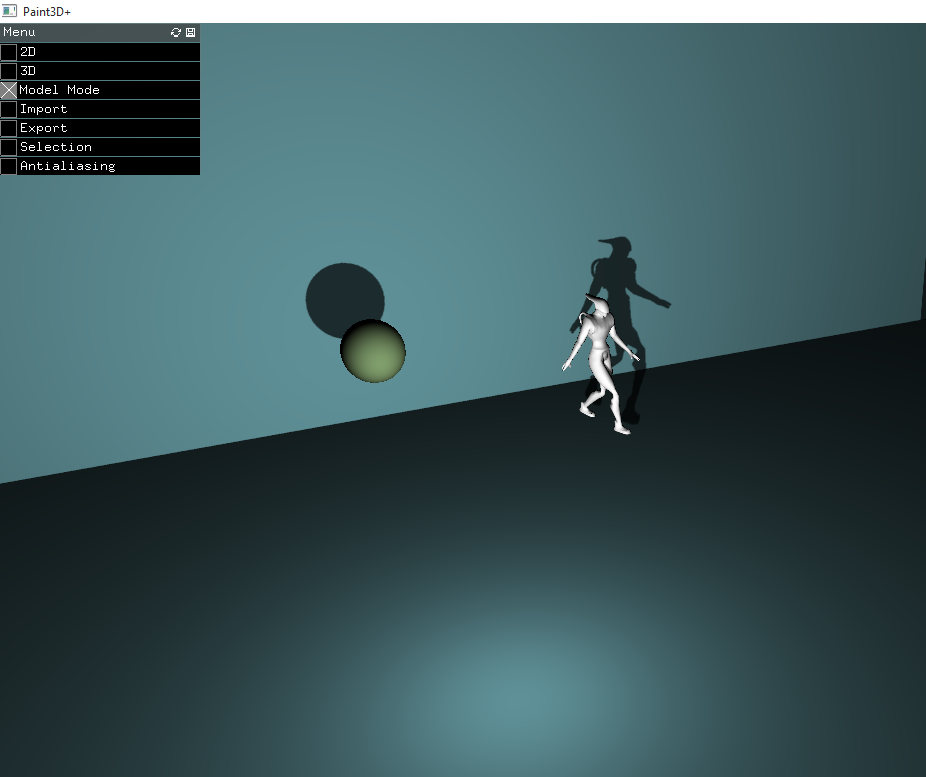 Paint3D+
Menu
2D
3D
Model Mode
Import
Export
Selection
Antialiasing